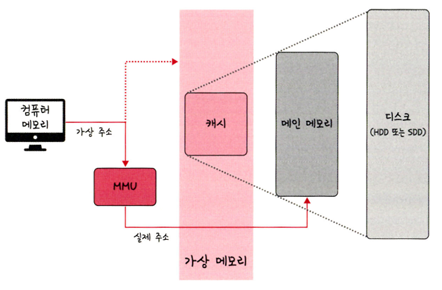 컴퓨터
메모리
가상 주소
MMU
실제 주소
캐시
가상 메모리
메인 메모리
디스크
(HDD 또는 SDD)